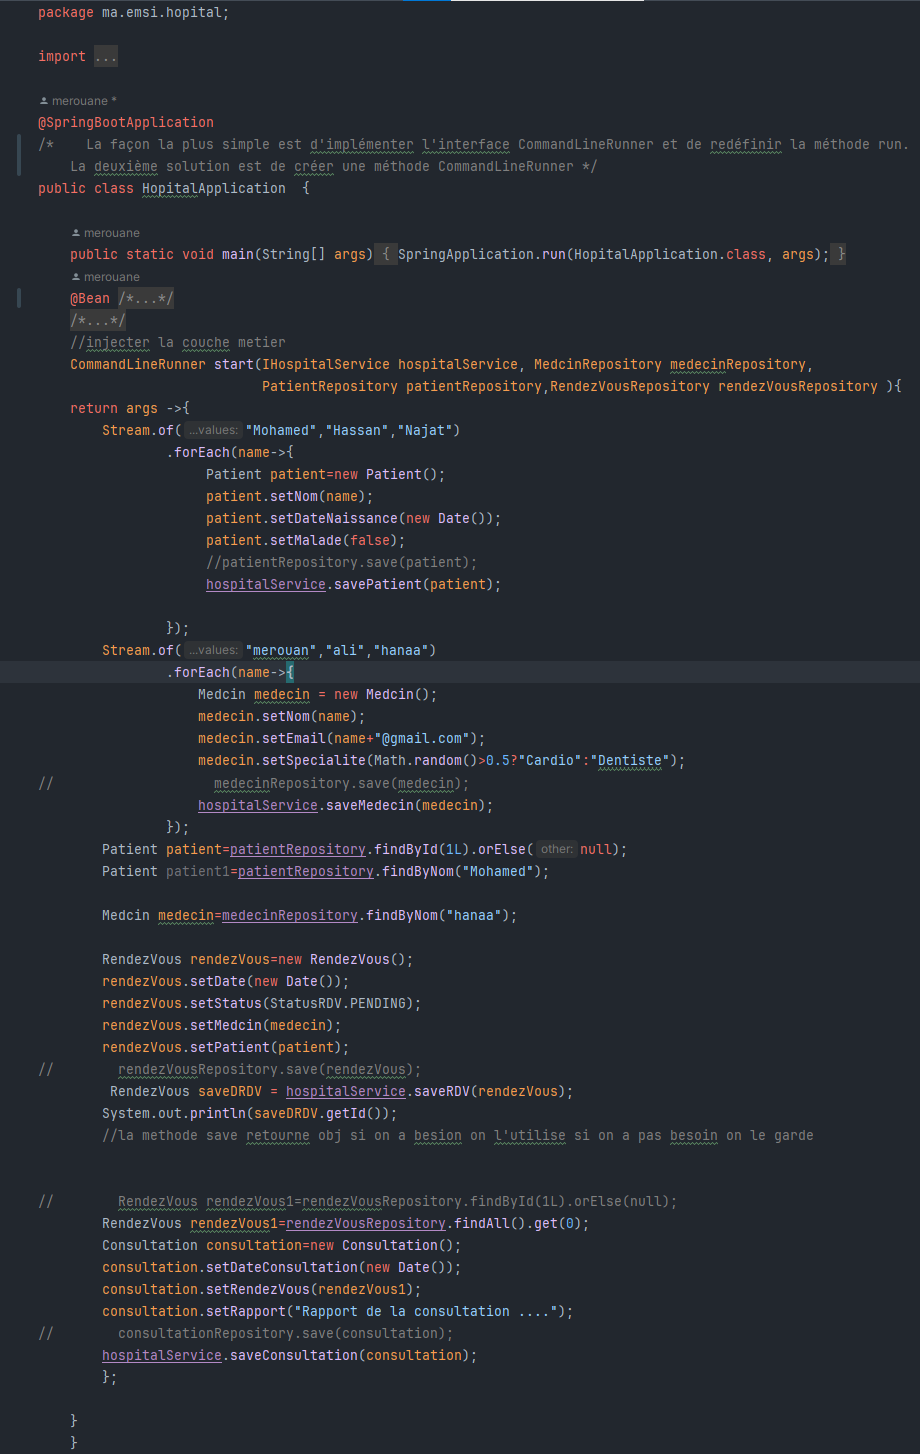 package ma.emsi.hopital;
import ...
merouane *
@SpringBootApplication
/*    La façon la plus simple est d'implémenter l'interface CommandLineRunner et de redéfinir la méthode run.
La deuxième solution est de créer une méthode CommandLineRunner */
public class HopitalApplication  {
merouane
public static void main(String[] args) { SpringApplication.run(HopitalApplication.class, args); }
merouane
@Bean /*...*/
/*...*/
//injecter la couche metier
CommandLineRunner start(IHospitalService hospitalService, MedcinRepository medecinRepository,
PatientRepository patientRepository,RendezVousRepository rendezVousRepository ){
return args ->{
Stream.of( ...values: "Mohamed","Hassan","Najat")
.forEach(name->{
Patient patient=new Patient();
patient.setNom(name);
patient.setDateNaissance(new Date());
patient.setMalade(false);
//patientRepository.save(patient);
hospitalService.savePatient(patient);
});
Stream.of( ...values: "merouan","ali","hanaa")
.forEach(name->{
Medcin medecin = new Medcin();
medecin.setNom(name);
medecin.setEmail(name+"@gmail.com");
medecin.setSpecialite(Math.random()>0.5?"Cardio":"Dentiste");
//                    medecinRepository.save(medecin);
hospitalService.saveMedecin(medecin);
});
Patient patient=patientRepository.findById(1L).orElse( other: null);
Patient patient1=patientRepository.findByNom("Mohamed");
Medcin medecin=medecinRepository.findByNom("hanaa");
RendezVous rendezVous=new RendezVous();
rendezVous.setDate(new Date());
rendezVous.setStatus(StatusRDV.PENDING);
rendezVous.setMedcin(medecin);
rendezVous.setPatient(patient);
//        rendezVousRepository.save(rendezVous);
RendezVous saveDRDV = hospitalService.saveRDV(rendezVous);
System.out.println(saveDRDV.getId());
//la methode save retourne obj si on a besion on l'utilise si on a pas besoin on le garde
//        RendezVous rendezVous1=rendezVousRepository.findById(1L).orElse(null);
RendezVous rendezVous1=rendezVousRepository.findAll().get(0);
Consultation consultation=new Consultation();
consultation.setDateConsultation(new Date());
consultation.setRendezVous(rendezVous1);
consultation.setRapport("Rapport de la consultation ....");
//        consultationRepository.save(consultation);
hospitalService.saveConsultation(consultation);
};
}
}